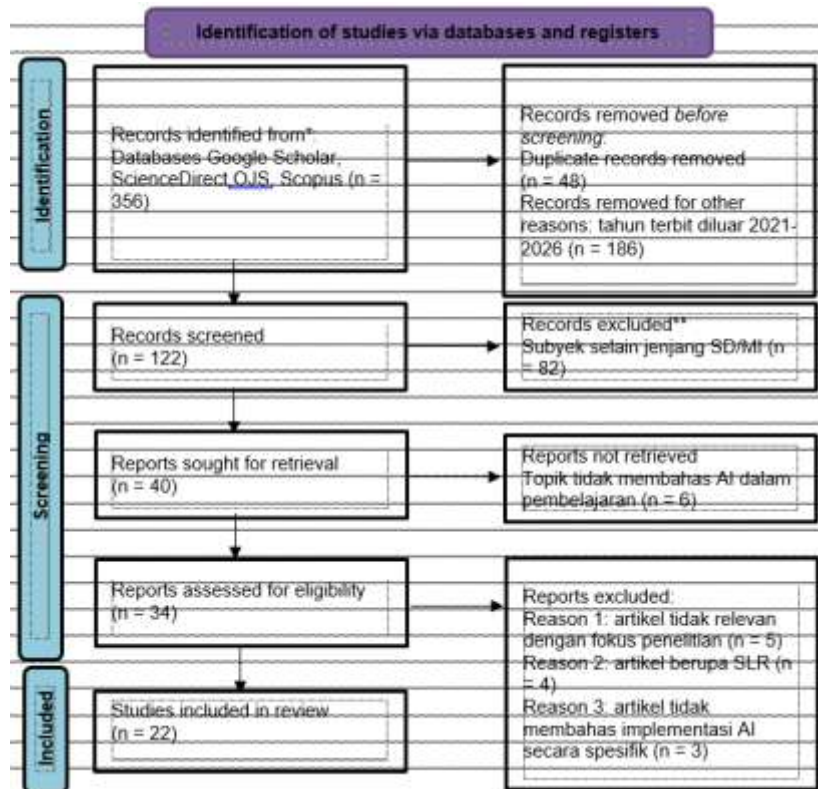 Identification of studies via databases and registers
Identification
Records identified from*:
Databases Google Scholar,
ScienceDirect,OJS, Scopus (n =
356)
Records removed before
screening:
Duplicate records removed
(n = 48)
Records removed for other
reasons: tahun terbit diluar 2021-
2026 (n = 186)
Screening
Records screened
(n = 122)
Records excluded**
Subyek selain jenjang SD/MI (n
= 82)
Reports sought for retrieval
(n = 40)
Reports not retrieved
Topik tidak membahas AI dalam
pembelajaran (n = 6)
Reports assessed for eligibility
(n = 34)
Reports excluded:
Reason 1: artikel tidak relevan
dengan fokus penelitian (n = 5)
Reason 2: artikel berupa SLR (n
= 4)
Reason 3: artikel tidak
membahas implementasi AI
secara spesifik (n = 3)
Included
Studies included in review
(n = 22)